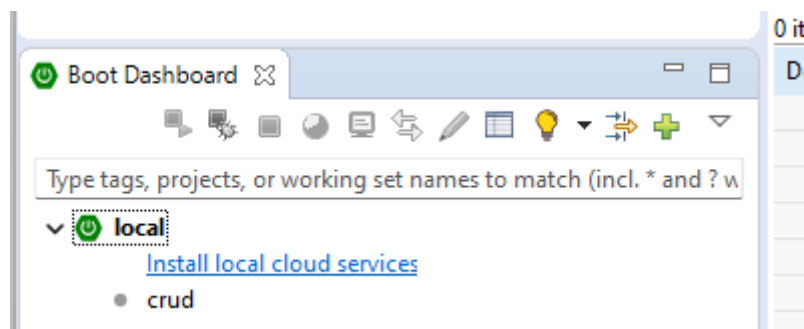 0 it
Boot Dashboard
D
Type tags, projects, or working set names to match (incl. * and ? w
local
Install local cloud services
crud